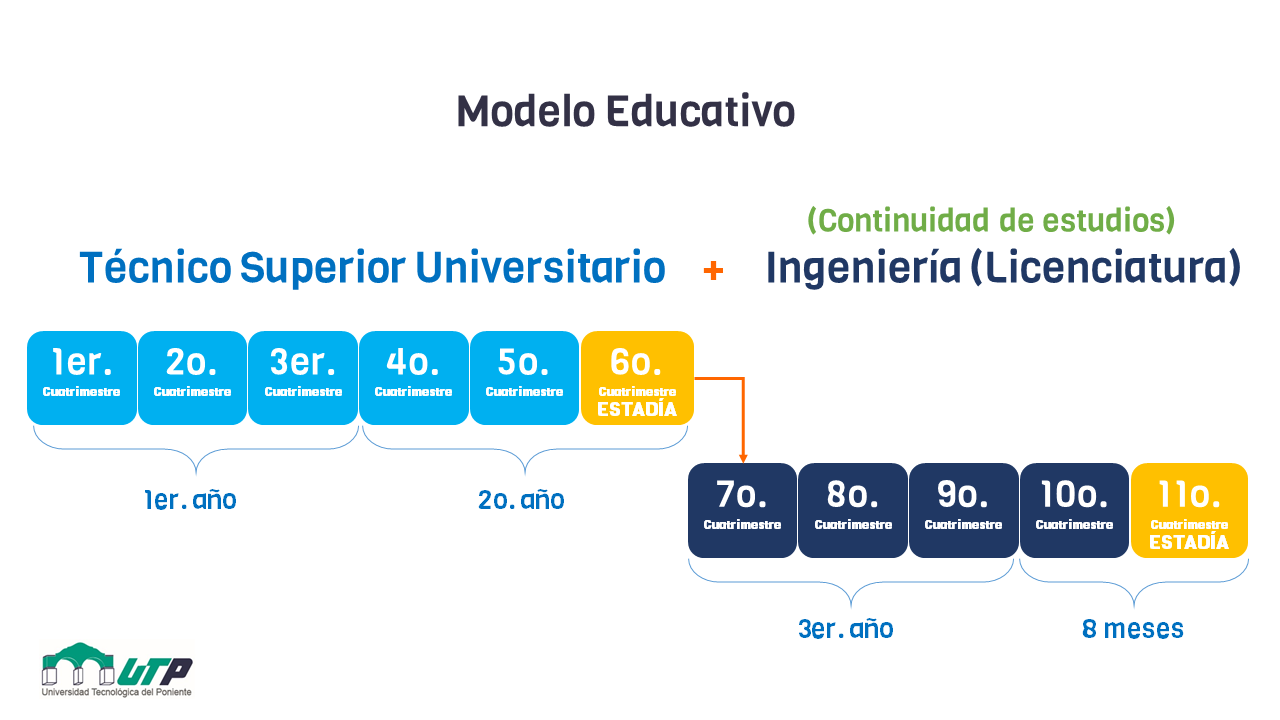 Modelo Educativo
(Continuidad de estudios)
Técnico Superior Universitario + Ingeniería (Licenciatura)
1er. 2o. 3er. 4o. 5o. 6o.
Cuatrimestre Cuatrimestre Cuatrimestre Cuatrimestre Cuatrimestre Cuatrimestre
ESTADÍA
1er. año 2o. año
7o. 8o. 9o. 10o. 11o.
Cuatrimestre Cuatrimestre Cuatrimestre Cuatrimestre Cuatrimestre
ESTADÍA
3er. año 8 meses
UTP
Universidad Tecnológica del Poniente